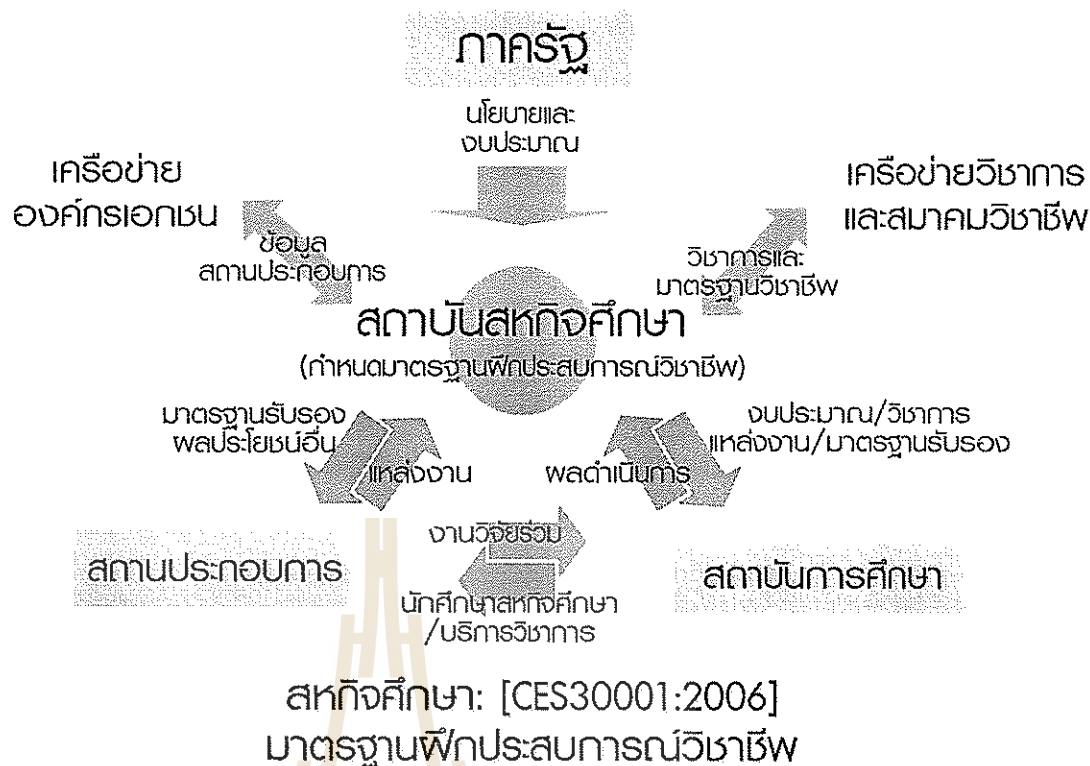 ภาครัฐ
นโยบายและ
งบประมาณ
เครือข่าย
องค์กรเอกชน
เครือข่ายวิชาการ
และสมาคมวิชาชีพ
ข้อมูล
สถานประกอบการ
วิชาการและ
มาตรฐานวิชาชีพ
สถาบันสหกิจศึกษา
(กำหนดมาตรฐานฝึกประสบการณ์วิชาชีพ)
มาตรฐานรับรอง
ผลประโยชน์อื่น
แหล่งงาน
ผลดำเนินการ
งบประมาณ/วิชาการ
แหล่งงาน/มาตรฐานรับรอง
งานวิจัยร่วม
สถานประกอบการ
สถาบันการศึกษา
นักศึกษาสหกิจศึกษา
/บริการวิชาการ
สหกิจศึกษา: [CES30001:2006]
มาตรฐานฝึกประสบการณ์วิชาชีพ